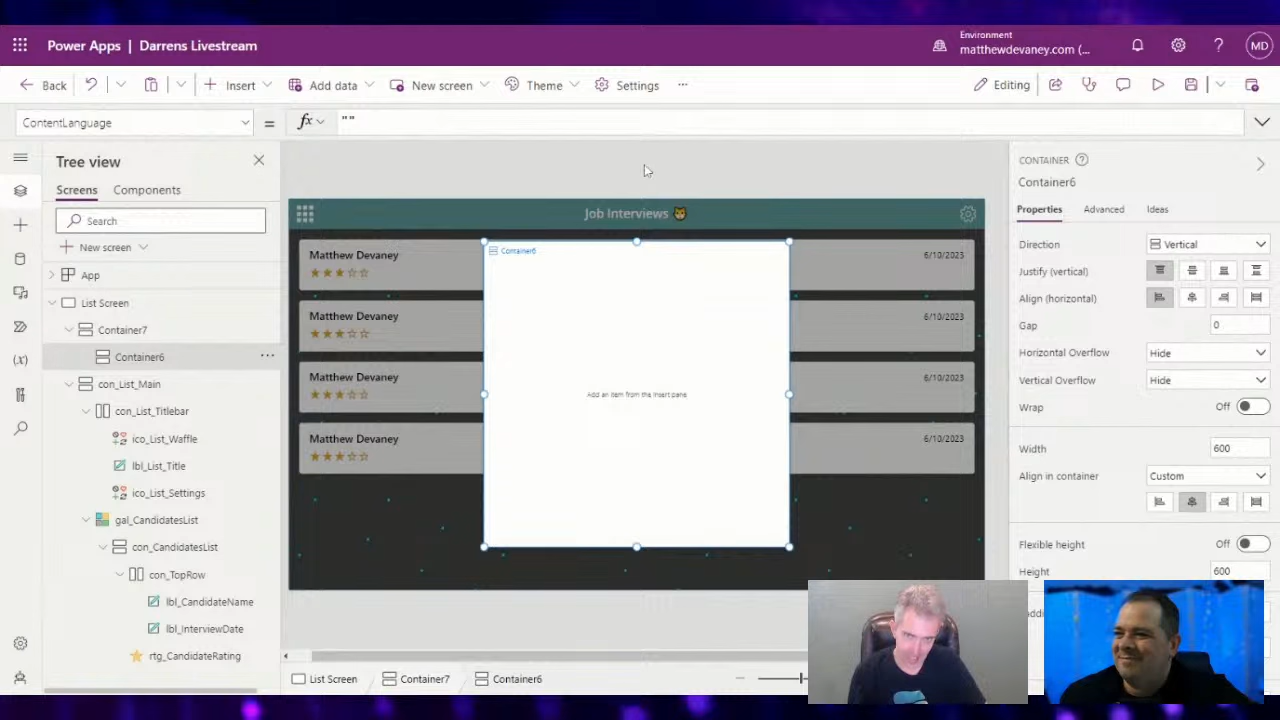 Power Apps | Darrens Livestream
Environment
matthewdevaney.com (...
MD
Back
Insert
Add data
New screen
Theme
Settings
...
Editing
ContentLanguage
=
fx
""
Tree view
Screens
Components
Search
New screen
App
List Screen
Container7
Container6
...
con_List_Main
con_List_Titlebar
ico_List_Waffle
lbl_List_Title
ico_List_Settings
gal_CandidatesList
con_CandidatesList
con_TopRow
lbl_CandidateName
lbl_InterviewDate
rtg_CandidateRating
Job Interviews
Matthew Devaney
6/10/2023
Matthew Devaney
6/10/2023
Matthew Devaney
6/10/2023
Matthew Devaney
6/10/2023
Container6
Add an item from the insert pane
List Screen
Container7
Container6
CONTAINER
Container6
Properties
Advanced
Ideas
Direction
Vertical
Justify (vertical)
Align (horizontal)
Gap
0
Horizontal Overflow
Hide
Vertical Overflow
Hide
Wrap
Off
Width
600
Align in container
Custom
Flexible height
Off
Height
600